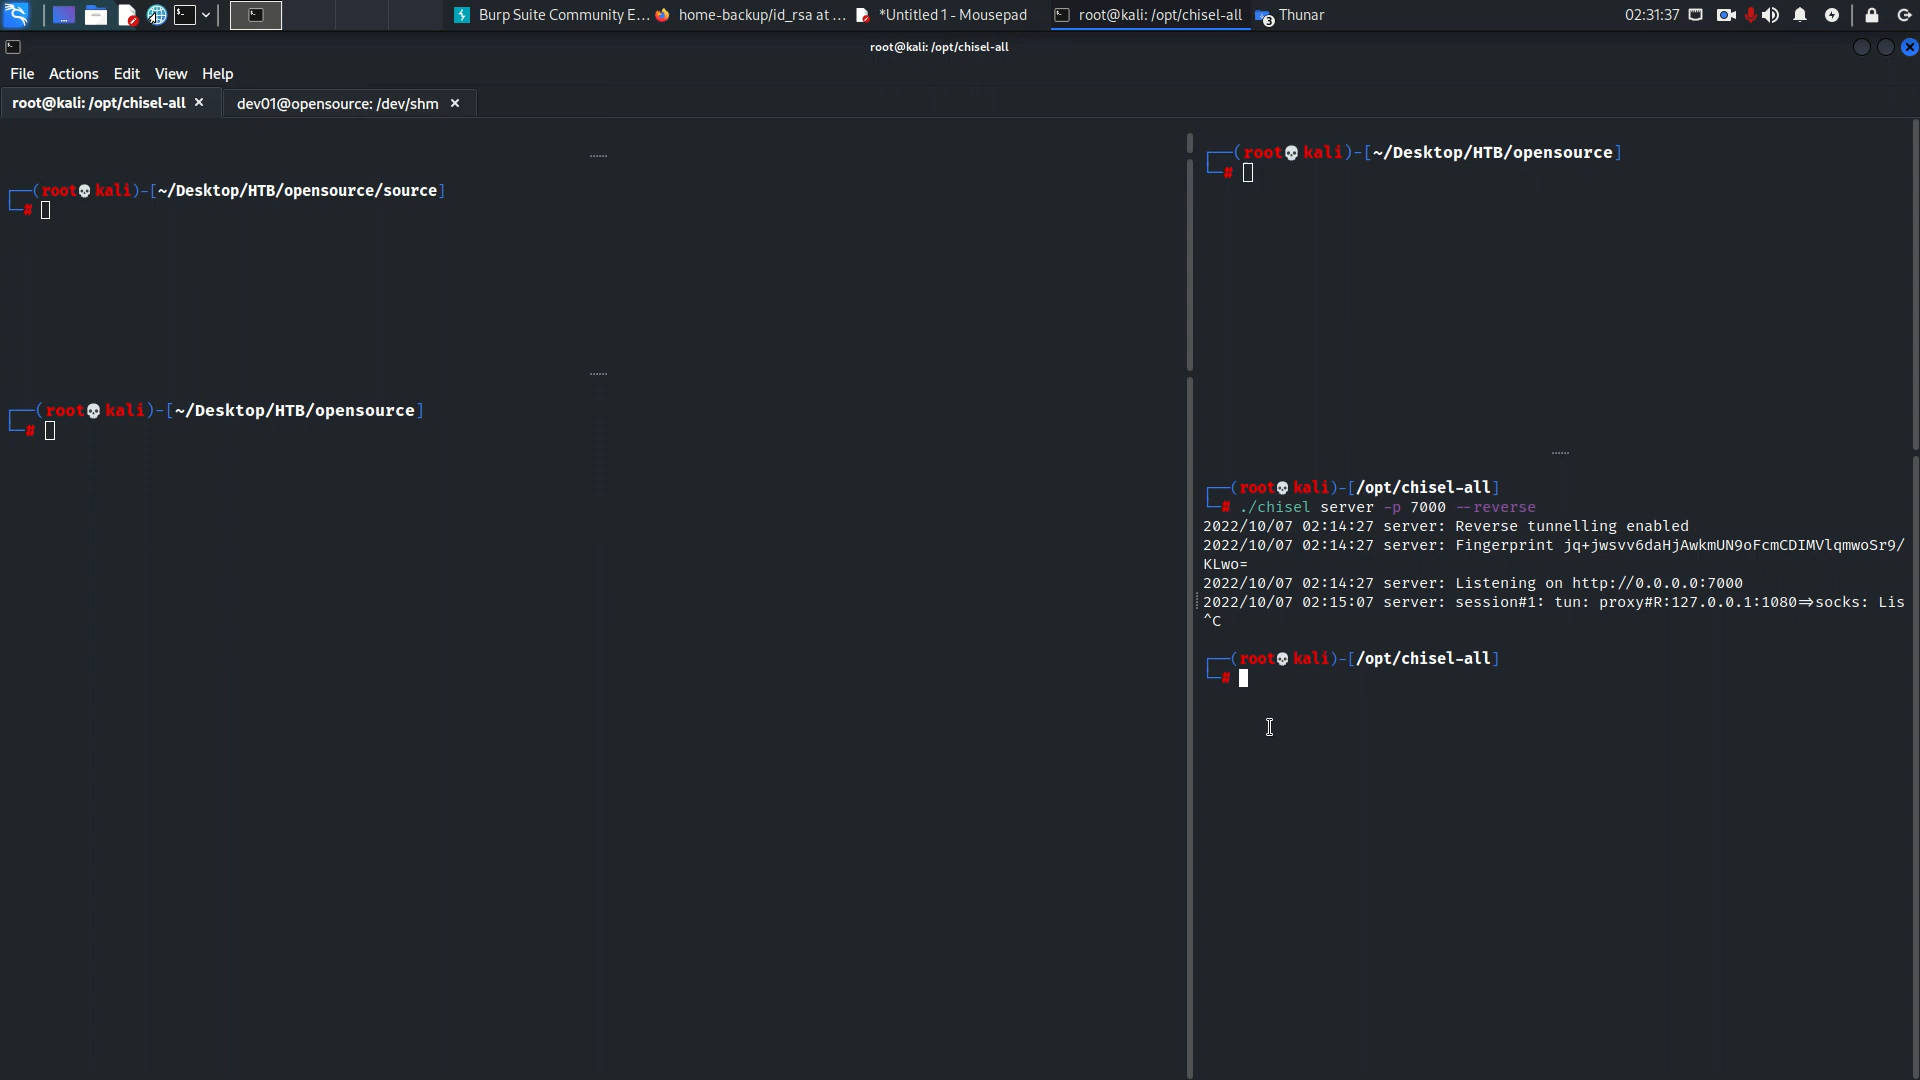 Burp Suite Community E... home-backup/id_rsa at ... *Untitled 1 - Mousepad root@kali: /opt/chisel-all 3 Thunar 02:31:37
root@kali: /opt/chisel-all
File Actions Edit View Help
root@kali: /opt/chisel-all × dev01@opensource: /dev/shm ×
┌──(root💀kali)-[~/Desktop/HTB/opensource/source]
└─#
┌──(root💀kali)-[~/Desktop/HTB/opensource]
└─#
┌──(root💀kali)-[~/Desktop/HTB/opensource]
└─#
┌──(root💀kali)-[/opt/chisel-all]
└─# ./chisel server -p 7000 --reverse
2022/10/07 02:14:27 server: Reverse tunnelling enabled
2022/10/07 02:14:27 server: Fingerprint jq+jwsvv6daHjAwkmUN9oFcmCDIMVlqmwoSr9/
KLwo=
2022/10/07 02:14:27 server: Listening on http://0.0.0.0:7000
2022/10/07 02:15:07 server: session#1: tun: proxy#R:127.0.0.1:1080=>socks: Lis
^C
┌──(root💀kali)-[/opt/chisel-all]
└─#